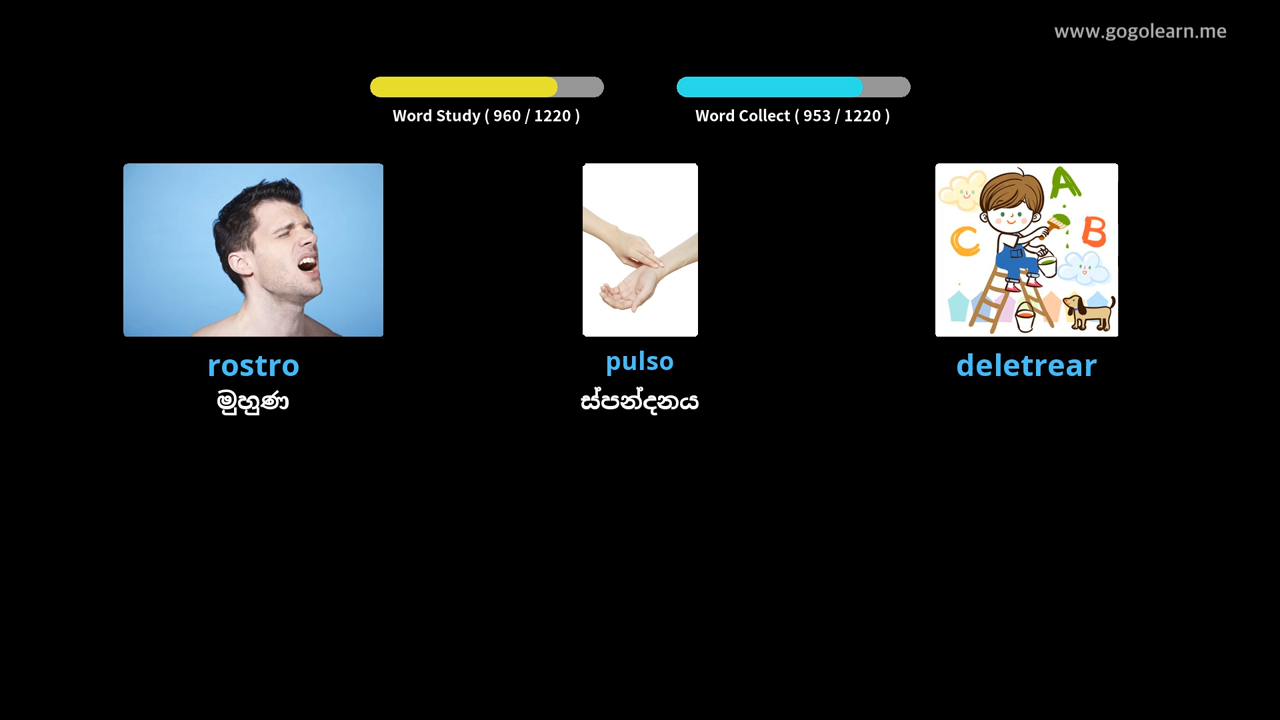 www.gogolearn.me
Word Study ( 960 / 1220 )
Word Collect ( 953 / 1220 )
A
B
C
rostro
pulso
deletrear
මුහුණ
ස්පන්දනය